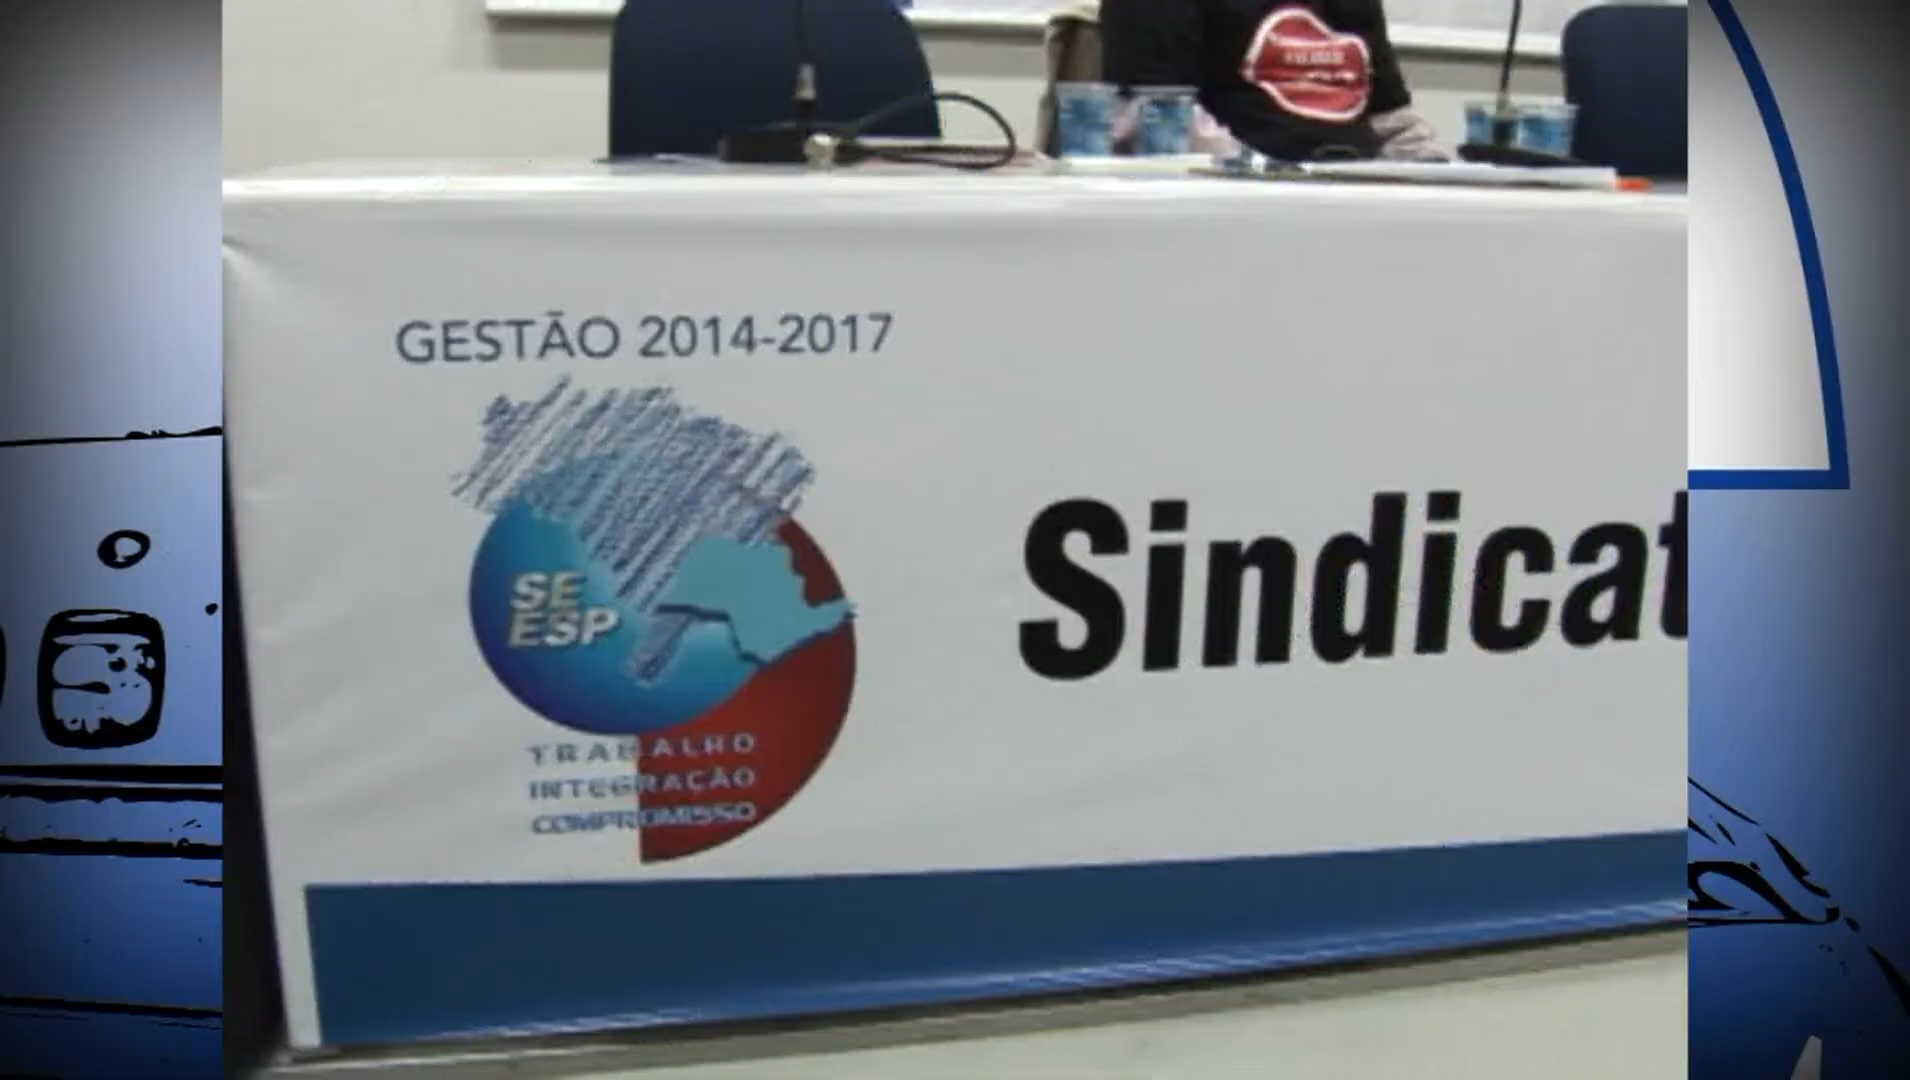 GESTÃO 2014-2017
SE
ESP
TRABALHO
INTEGRAÇÃO
COMPROMISSO
Sindicat